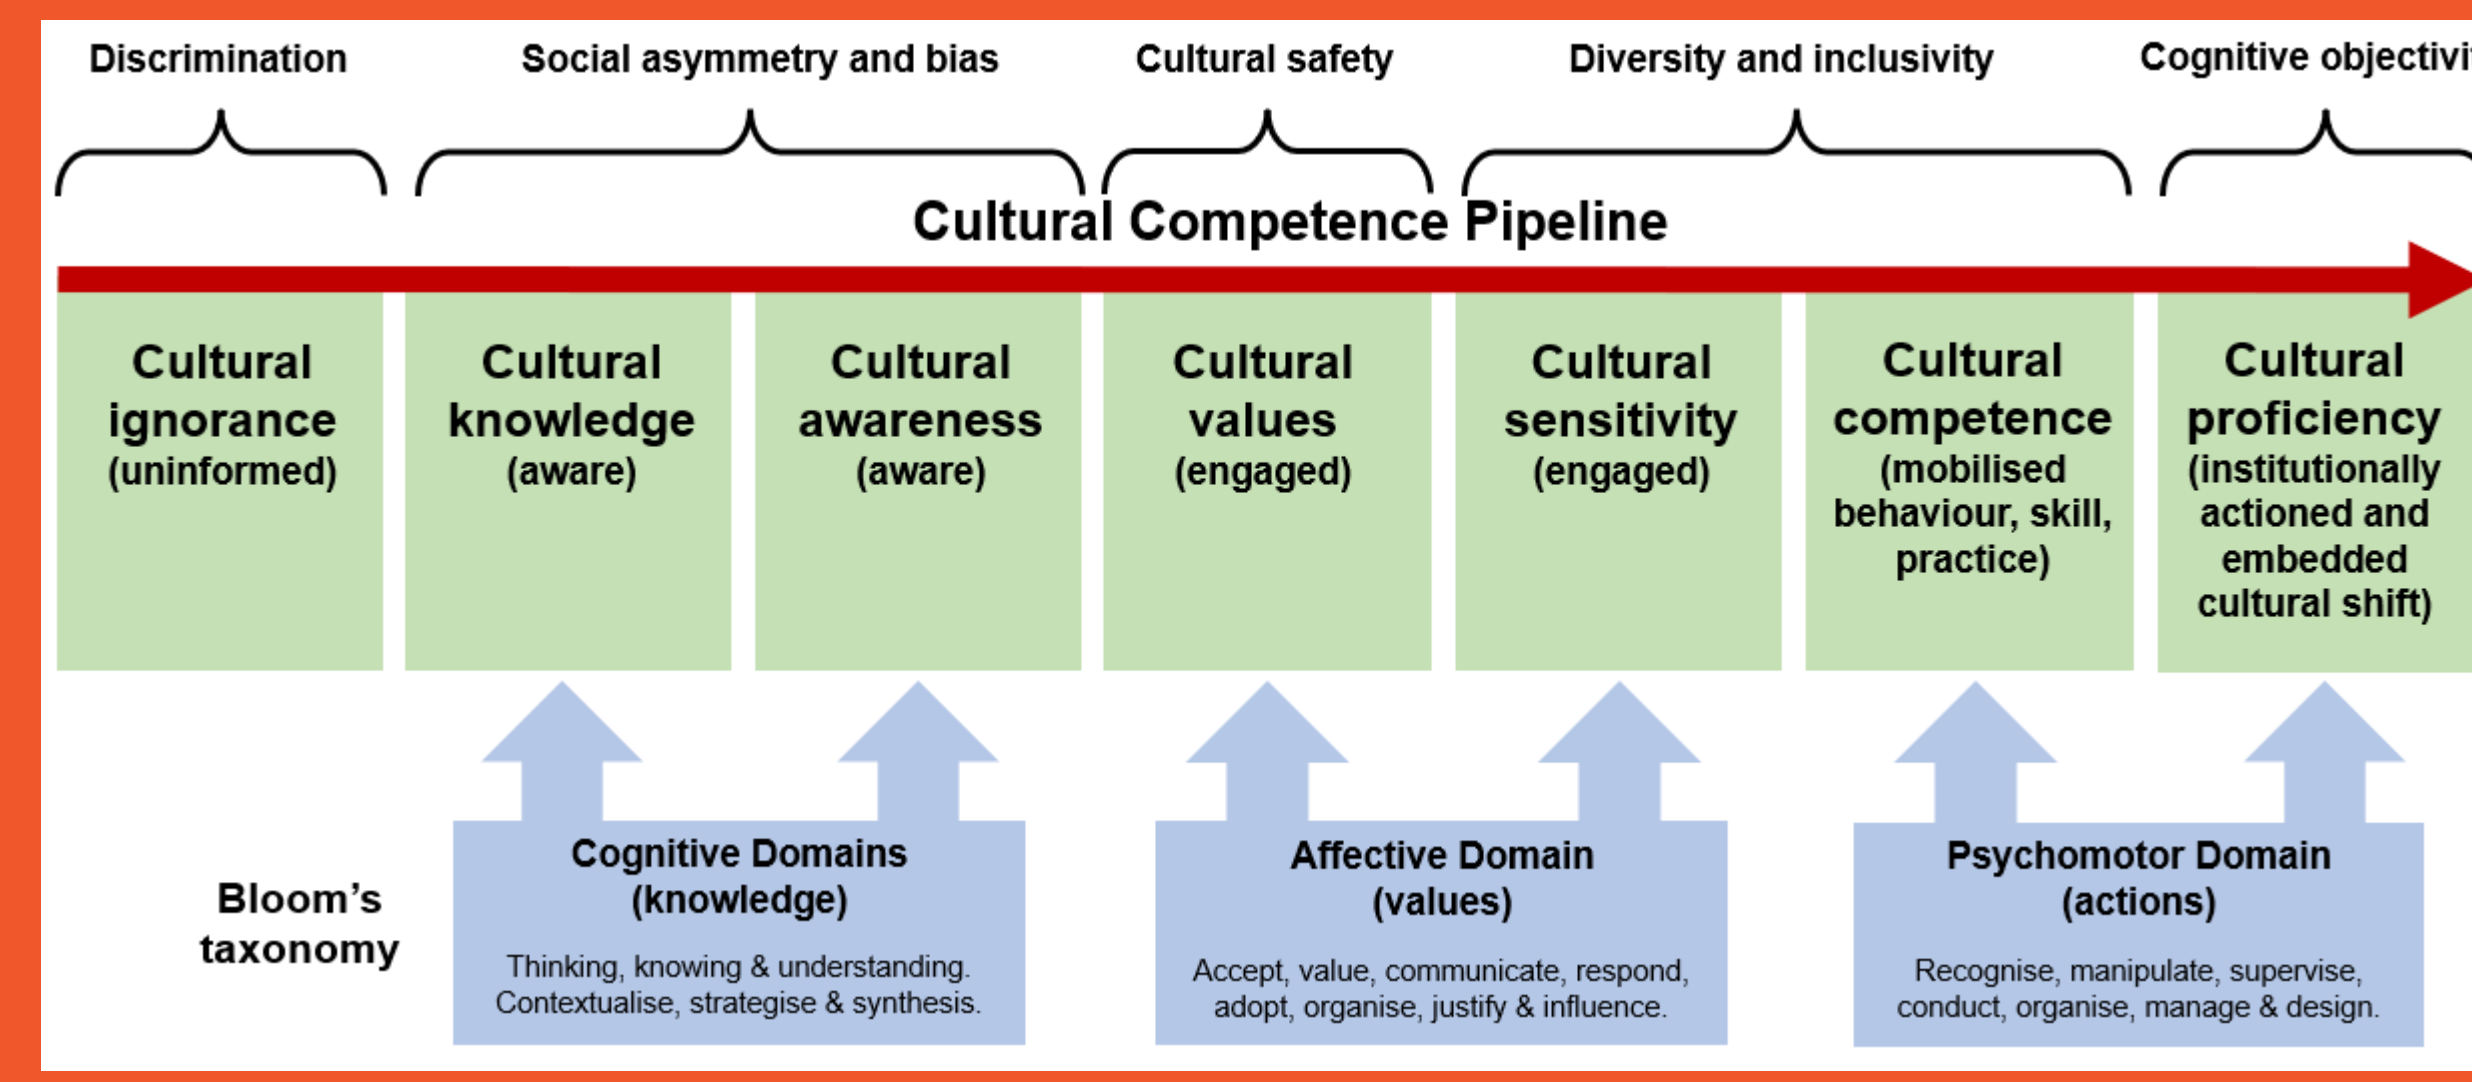 Discrimination
Social asymmetry and bias
Cultural safety
Diversity and inclusivity
Cognitive
Cultural Competence Pipeline
Cultural
ignorance
(uninformed)
Cultural
knowledge
(aware)
Cultural
awareness
(aware)
Cultural
values
(engaged)
Cultural
sensitivity
(engaged)
Cultural
competence
(mobilised
behaviour, skill,
practice)
Cultural
proficiency
(institutionally
actioned and
embedded
cultural shift)
Bloom’s
taxonomy
Cognitive Domains
(knowledge)
Thinking, knowing & understanding.
Contextualise, strategise & synthesis.
Affective Domain
(values)
Accept, value, communicate, respond,
adopt, organise, justify & influence.
Psychomotor Domain
(actions)
Recognise, manipulate, supervise,
conduct, organise, manage & design.